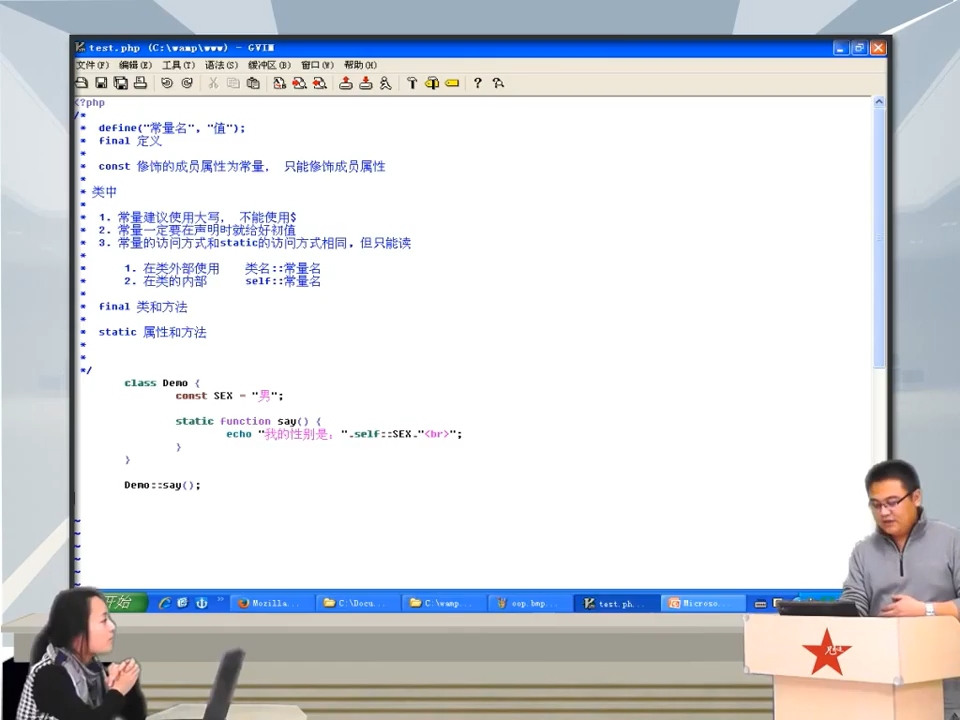 test.php (C:\wamp\www) - GVIM
文件(F) 编辑(E) 工具(T) 语法(S) 缓冲区(B) 窗口(W) 帮助(H)
<?php
/*
* define("常量名", "值");
* final 定义
*
* const 修饰的成员属性为常量， 只能修饰成员属性
*
* 类中
*
* 1. 常量建议使用大写， 不能使用$
* 2. 常量一定要在声明时就给好初值
* 3. 常量的访问方式和static的访问方式相同，但只能读
*
* 1. 在类外部使用 类名::常量名
* 2. 在类的内部 self::常量名
*
* final 类和方法
*
* static 属性和方法
*
*
*/
class Demo {
const SEX = "男";
static function say() {
echo "我的性别是：".self::SEX."<br>";
}
}
Demo::say();
~
~
~
~
~
~
开始 Mozilla... C:\Docu... C:\wamp... oop.bmp... test.ph... Microso...